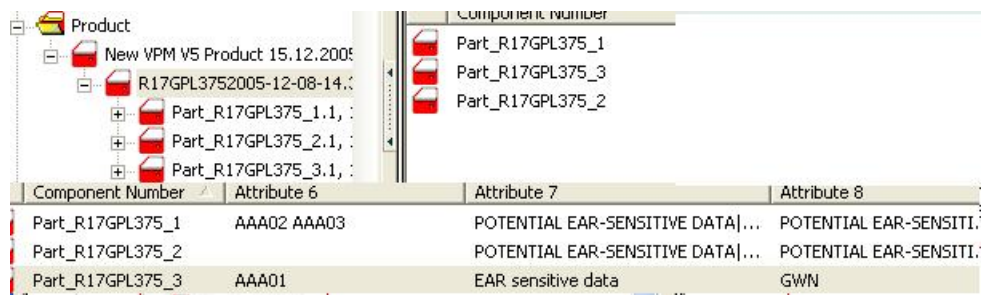 Product
New VPM V5 Product 15.12.2005
R17GPL3752005-12-08-14.
Part_R17GPL375_1.1,
Part_R17GPL375_2.1,
Part_R17GPL375_3.1,
Component Number
Part_R17GPL375_1
Part_R17GPL375_3
Part_R17GPL375_2
Component Number Attribute 6 Attribute 7 Attribute 8
Part_R17GPL375_1 AAA02 AAA03 POTENTIAL EAR-SENSITIVE DATA|... POTENTIAL EAR-SENSITI.
Part_R17GPL375_2 POTENTIAL EAR-SENSITIVE DATA|... POTENTIAL EAR-SENSITI.
Part_R17GPL375_3 AAA01 EAR sensitive data GWN